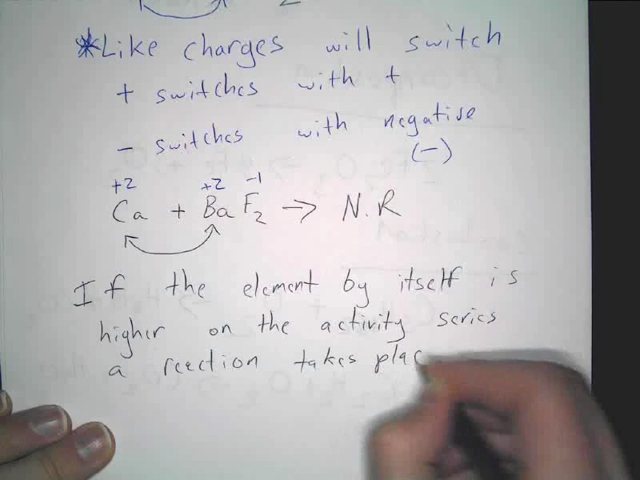 *Like charges will switch
+ switches with +
- switches with negative
(-)
+2 +2 -1
Ca + BaF2 → N.R
If the element by itself is
higher on the activity series
a reection takes plac